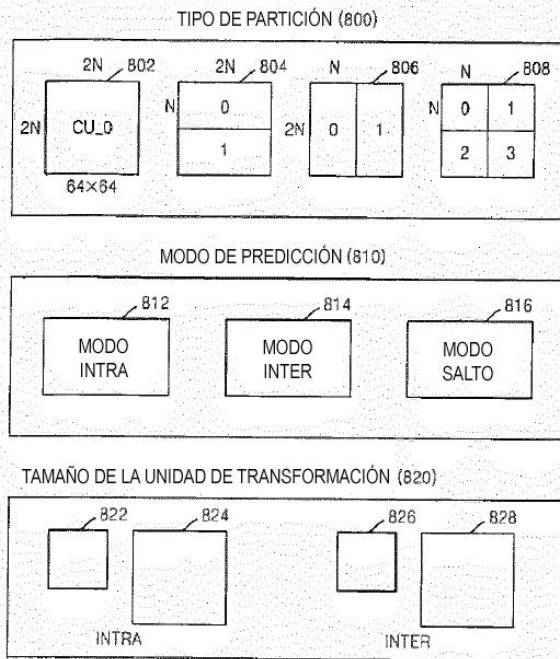 TIPO DE PARTICIÓN (800)
2N 802 2N 804 N 806 N 808
2N CU_0 N 0 2N 0 1 N 0 1
1 2 3
64×64
MODO DE PREDICCIÓN (810)
812 814 816
MODO INTRA MODO INTER MODO SALTO
TAMAÑO DE LA UNIDAD DE TRANSFORMACIÓN (820)
822 824 826 828
INTRA INTER